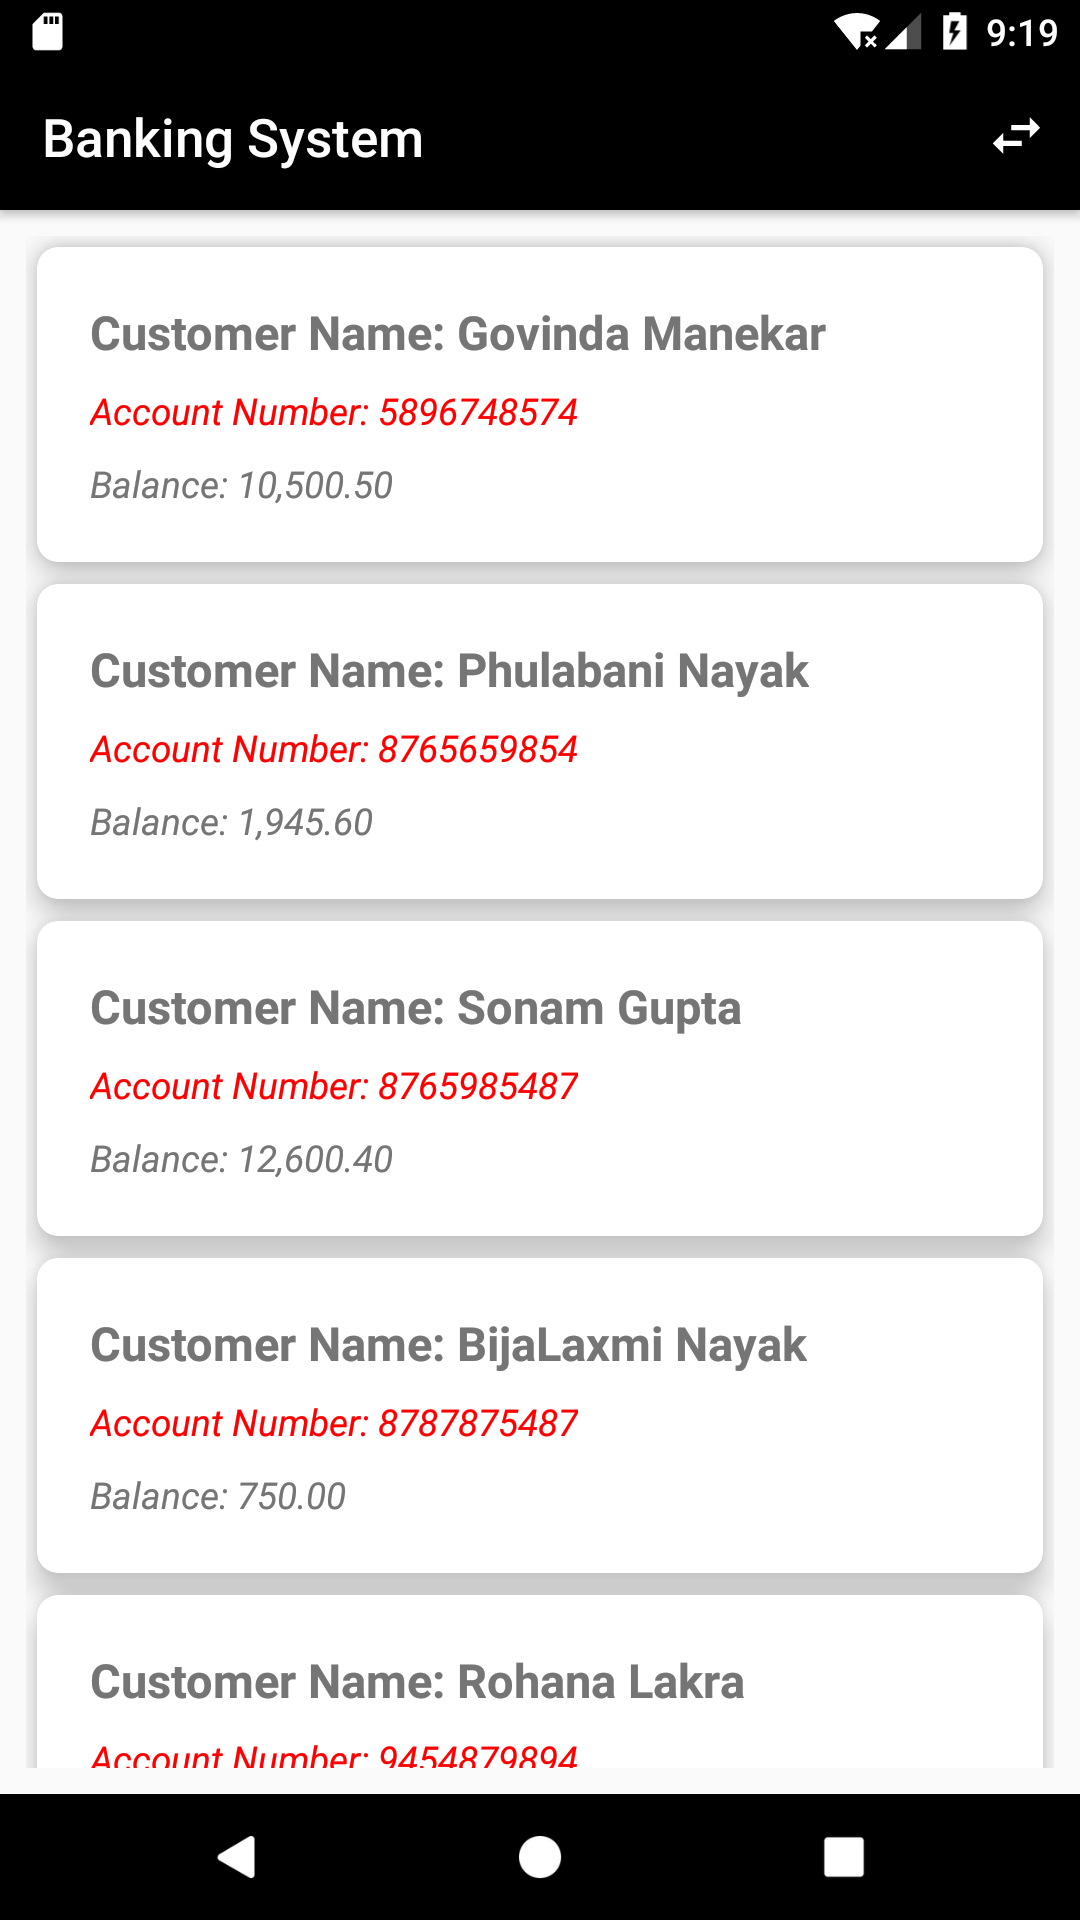 9:19
Banking System
Customer Name: Govinda Manekar
Account Number: 5896748574
Balance: 10,500.50
Customer Name: Phulabani Nayak
Account Number: 8765659854
Balance: 1,945.60
Customer Name: Sonam Gupta
Account Number: 8765985487
Balance: 12,600.40
Customer Name: BijaLaxmi Nayak
Account Number: 8787875487
Balance: 750.00
Customer Name: Rohana Lakra
Account Number: 9454879894